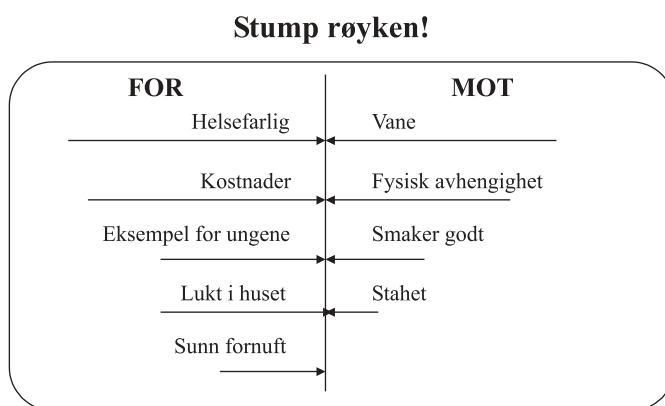 Stump røyken!
FOR MOT
Helsefarlig Vane
Kostnader Fysisk avhengighet
Eksempel for ungene Smaker godt
Lukt i huset Stahet
Sunn fornuft